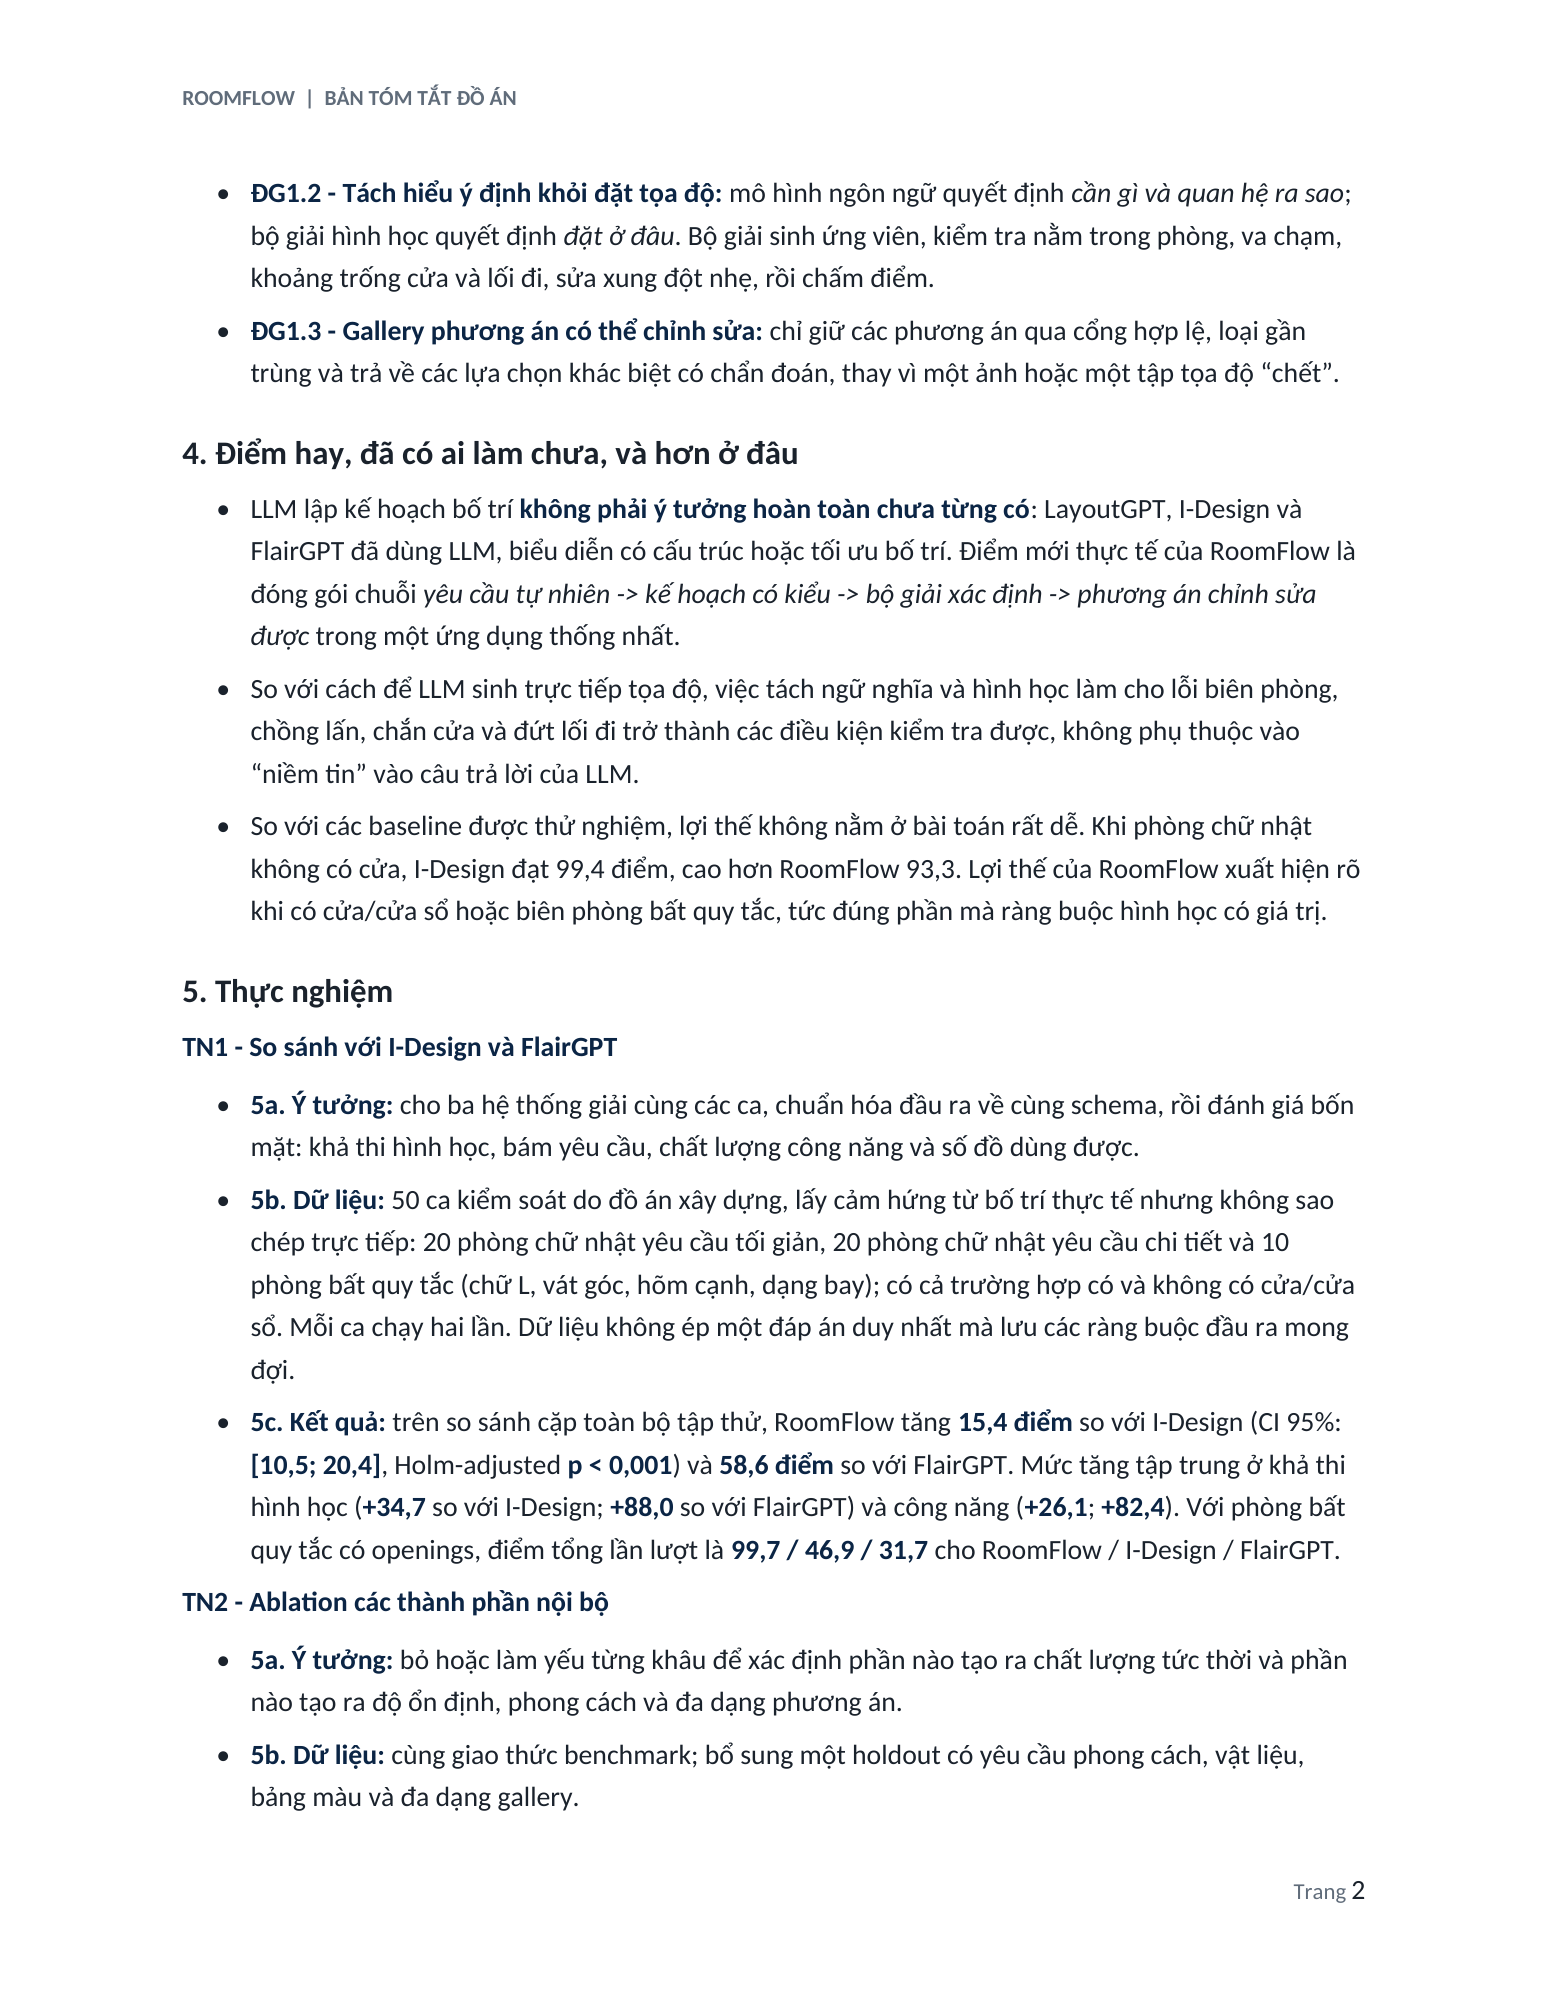 ROOMFLOW | BẢN TÓM TẮT ĐỒ ÁN
• ĐG1.2 - Tách hiểu ý định khỏi đặt tọa độ: mô hình ngôn ngữ quyết định cần gì và quan hệ ra sao;
bộ giải hình học quyết định đặt ở đâu. Bộ giải sinh ứng viên, kiểm tra nằm trong phòng, va chạm,
khoảng trống cửa và lối đi, sửa xung đột nhẹ, rồi chấm điểm.
• ĐG1.3 - Gallery phương án có thể chỉnh sửa: chỉ giữ các phương án qua cổng hợp lệ, loại gần
trùng và trả về các lựa chọn khác biệt có chẩn đoán, thay vì một ảnh hoặc một tập tọa độ “chết”.
4. Điểm hay, đã có ai làm chưa, và hơn ở đâu
• LLM lập kế hoạch bố trí không phải ý tưởng hoàn toàn chưa từng có: LayoutGPT, I-Design và
FlairGPT đã dùng LLM, biểu diễn có cấu trúc hoặc tối ưu bố trí. Điểm mới thực tế của RoomFlow là
đóng gói chuỗi yêu cầu tự nhiên -> kế hoạch có kiểu -> bộ giải xác định -> phương án chỉnh sửa
được trong một ứng dụng thống nhất.
• So với cách để LLM sinh trực tiếp tọa độ, việc tách ngữ nghĩa và hình học làm cho lỗi biên phòng,
chồng lấn, chắn cửa và đứt lối đi trở thành các điều kiện kiểm tra được, không phụ thuộc vào
“niềm tin” vào câu trả lời của LLM.
• So với các baseline được thử nghiệm, lợi thế không nằm ở bài toán rất dễ. Khi phòng chữ nhật
không có cửa, I-Design đạt 99,4 điểm, cao hơn RoomFlow 93,3. Lợi thế của RoomFlow xuất hiện rõ
khi có cửa/cửa sổ hoặc biên phòng bất quy tắc, tức đúng phần mà ràng buộc hình học có giá trị.
5. Thực nghiệm
TN1 - So sánh với I-Design và FlairGPT
• 5a. Ý tưởng: cho ba hệ thống giải cùng các ca, chuẩn hóa đầu ra về cùng schema, rồi đánh giá bốn
mặt: khả thi hình học, bám yêu cầu, chất lượng công năng và số đồ dùng được.
• 5b. Dữ liệu: 50 ca kiểm soát do đồ án xây dựng, lấy cảm hứng từ bố trí thực tế nhưng không sao
chép trực tiếp: 20 phòng chữ nhật yêu cầu tối giản, 20 phòng chữ nhật yêu cầu chi tiết và 10
phòng bất quy tắc (chữ L, vát góc, hõm cạnh, dạng bay); có cả trường hợp có và không có cửa/cửa
sổ. Mỗi ca chạy hai lần. Dữ liệu không ép một đáp án duy nhất mà lưu các ràng buộc đầu ra mong
đợi.
• 5c. Kết quả: trên so sánh cặp toàn bộ tập thử, RoomFlow tăng 15,4 điểm so với I-Design (CI 95%:
[10,5; 20,4], Holm-adjusted p < 0,001) và 58,6 điểm so với FlairGPT. Mức tăng tập trung ở khả thi
hình học (+34,7 so với I-Design; +88,0 so với FlairGPT) và công năng (+26,1; +82,4). Với phòng bất
quy tắc có openings, điểm tổng lần lượt là 99,7 / 46,9 / 31,7 cho RoomFlow / I-Design / FlairGPT.
TN2 - Ablation các thành phần nội bộ
• 5a. Ý tưởng: bỏ hoặc làm yếu từng khâu để xác định phần nào tạo ra chất lượng tức thời và phần
nào tạo ra độ ổn định, phong cách và đa dạng phương án.
• 5b. Dữ liệu: cùng giao thức benchmark; bổ sung một holdout có yêu cầu phong cách, vật liệu,
bảng màu và đa dạng gallery.
Trang 2